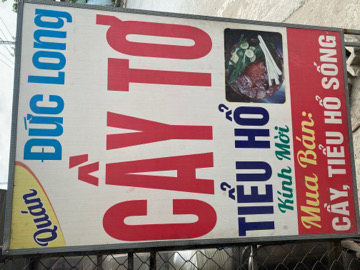 Quán
ĐỨC LONG
CẦY TƠ
TIỂU HỔ
Kính Mời
Mua Bán:
CẦY, TIỂU HỔ SỐNG